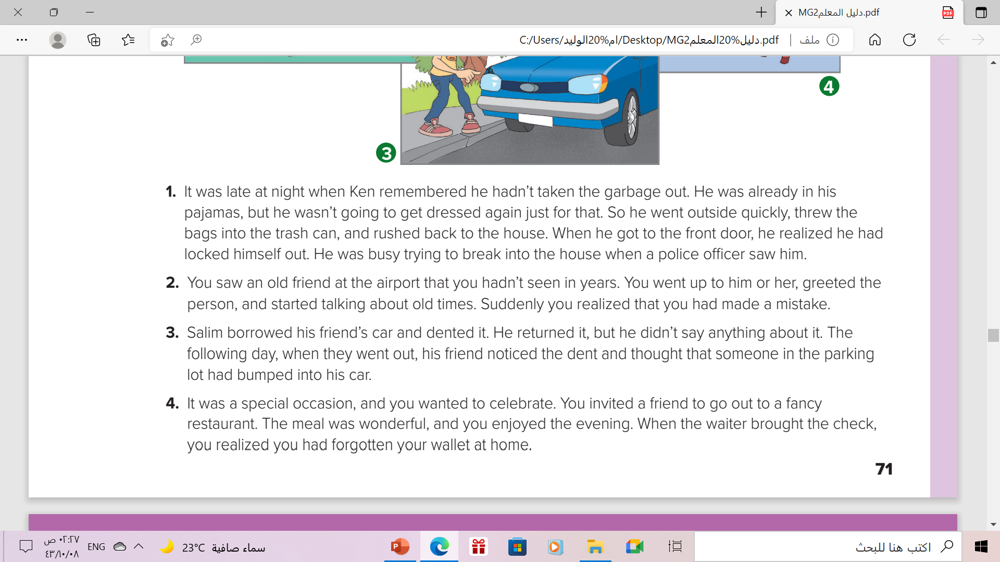 MG2دليل المعلم.pdf
PDF
C:/Users/ام%20الوليد/Desktop/MG2دليل%20المعلم.pdf
ملف
4
3
1. It was late at night when Ken remembered he hadn’t taken the garbage out. He was already in his
pajamas, but he wasn’t going to get dressed again just for that. So he went outside quickly, threw the
bags into the trash can, and rushed back to the house. When he got to the front door, he realized he had
locked himself out. He was busy trying to break into the house when a police officer saw him.
2. You saw an old friend at the airport that you hadn’t seen in years. You went up to him or her, greeted the
person, and started talking about old times. Suddenly you realized that you had made a mistake.
3. Salim borrowed his friend’s car and dented it. He returned it, but he didn’t say anything about it. The
following day, when they went out, his friend noticed the dent and thought that someone in the parking
lot had bumped into his car.
4. It was a special occasion, and you wanted to celebrate. You invited a friend to go out to a fancy
restaurant. The meal was wonderful, and you enjoyed the evening. When the waiter brought the check,
you realized you had forgotten your wallet at home.
71
اكتب هنا للبحث
P
23°C سماء صافية
ENG
٠٢:٢٧ ص
٤٣/١٠/٠٨